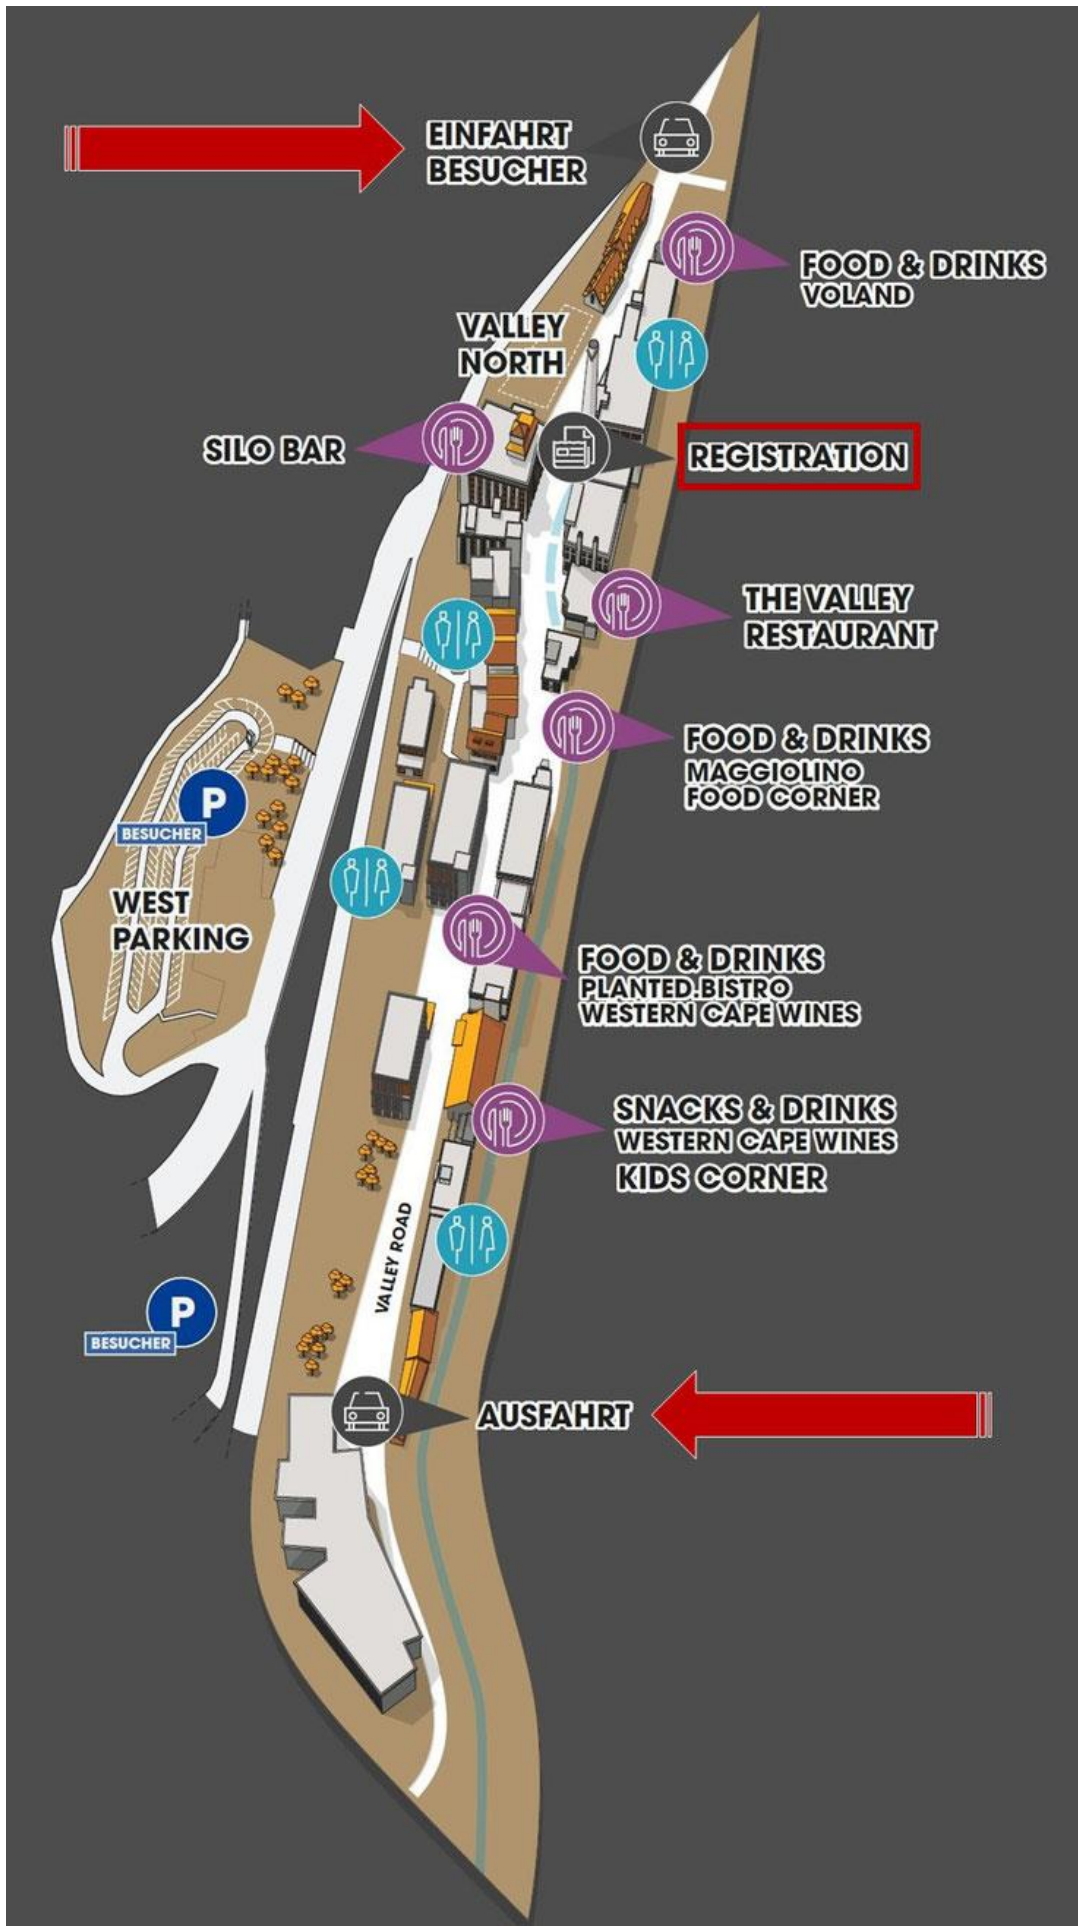 EINFAHRT
BESUCHER
FOOD & DRINKS
VOLAND
VALLEY
NORTH
SILO BAR
REGISTRATION
THE VALLEY
RESTAURANT
FOOD & DRINKS
MAGGIOLINO
FOOD CORNER
P
BESUCHER
WEST
PARKING
FOOD & DRINKS
PLANTED.BISTRO
WESTERN CAPE WINES
SNACKS & DRINKS
WESTERN CAPE WINES
KIDS CORNER
VALLEY ROAD
P
BESUCHER
AUSFAHRT